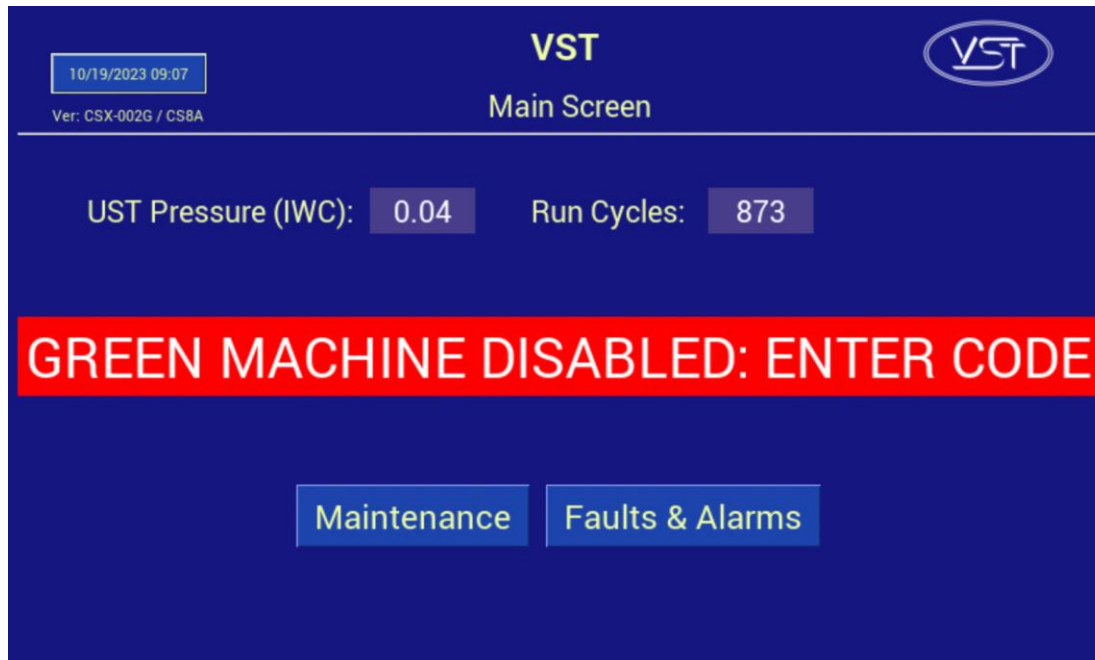 VST
VST
10/19/2023 09:07
Main Screen
Ver: CSX-002G / CS8A
UST Pressure (IWC): 0.04 Run Cycles: 873
GREEN MACHINE DISABLED: ENTER CODE
Maintenance Faults & Alarms